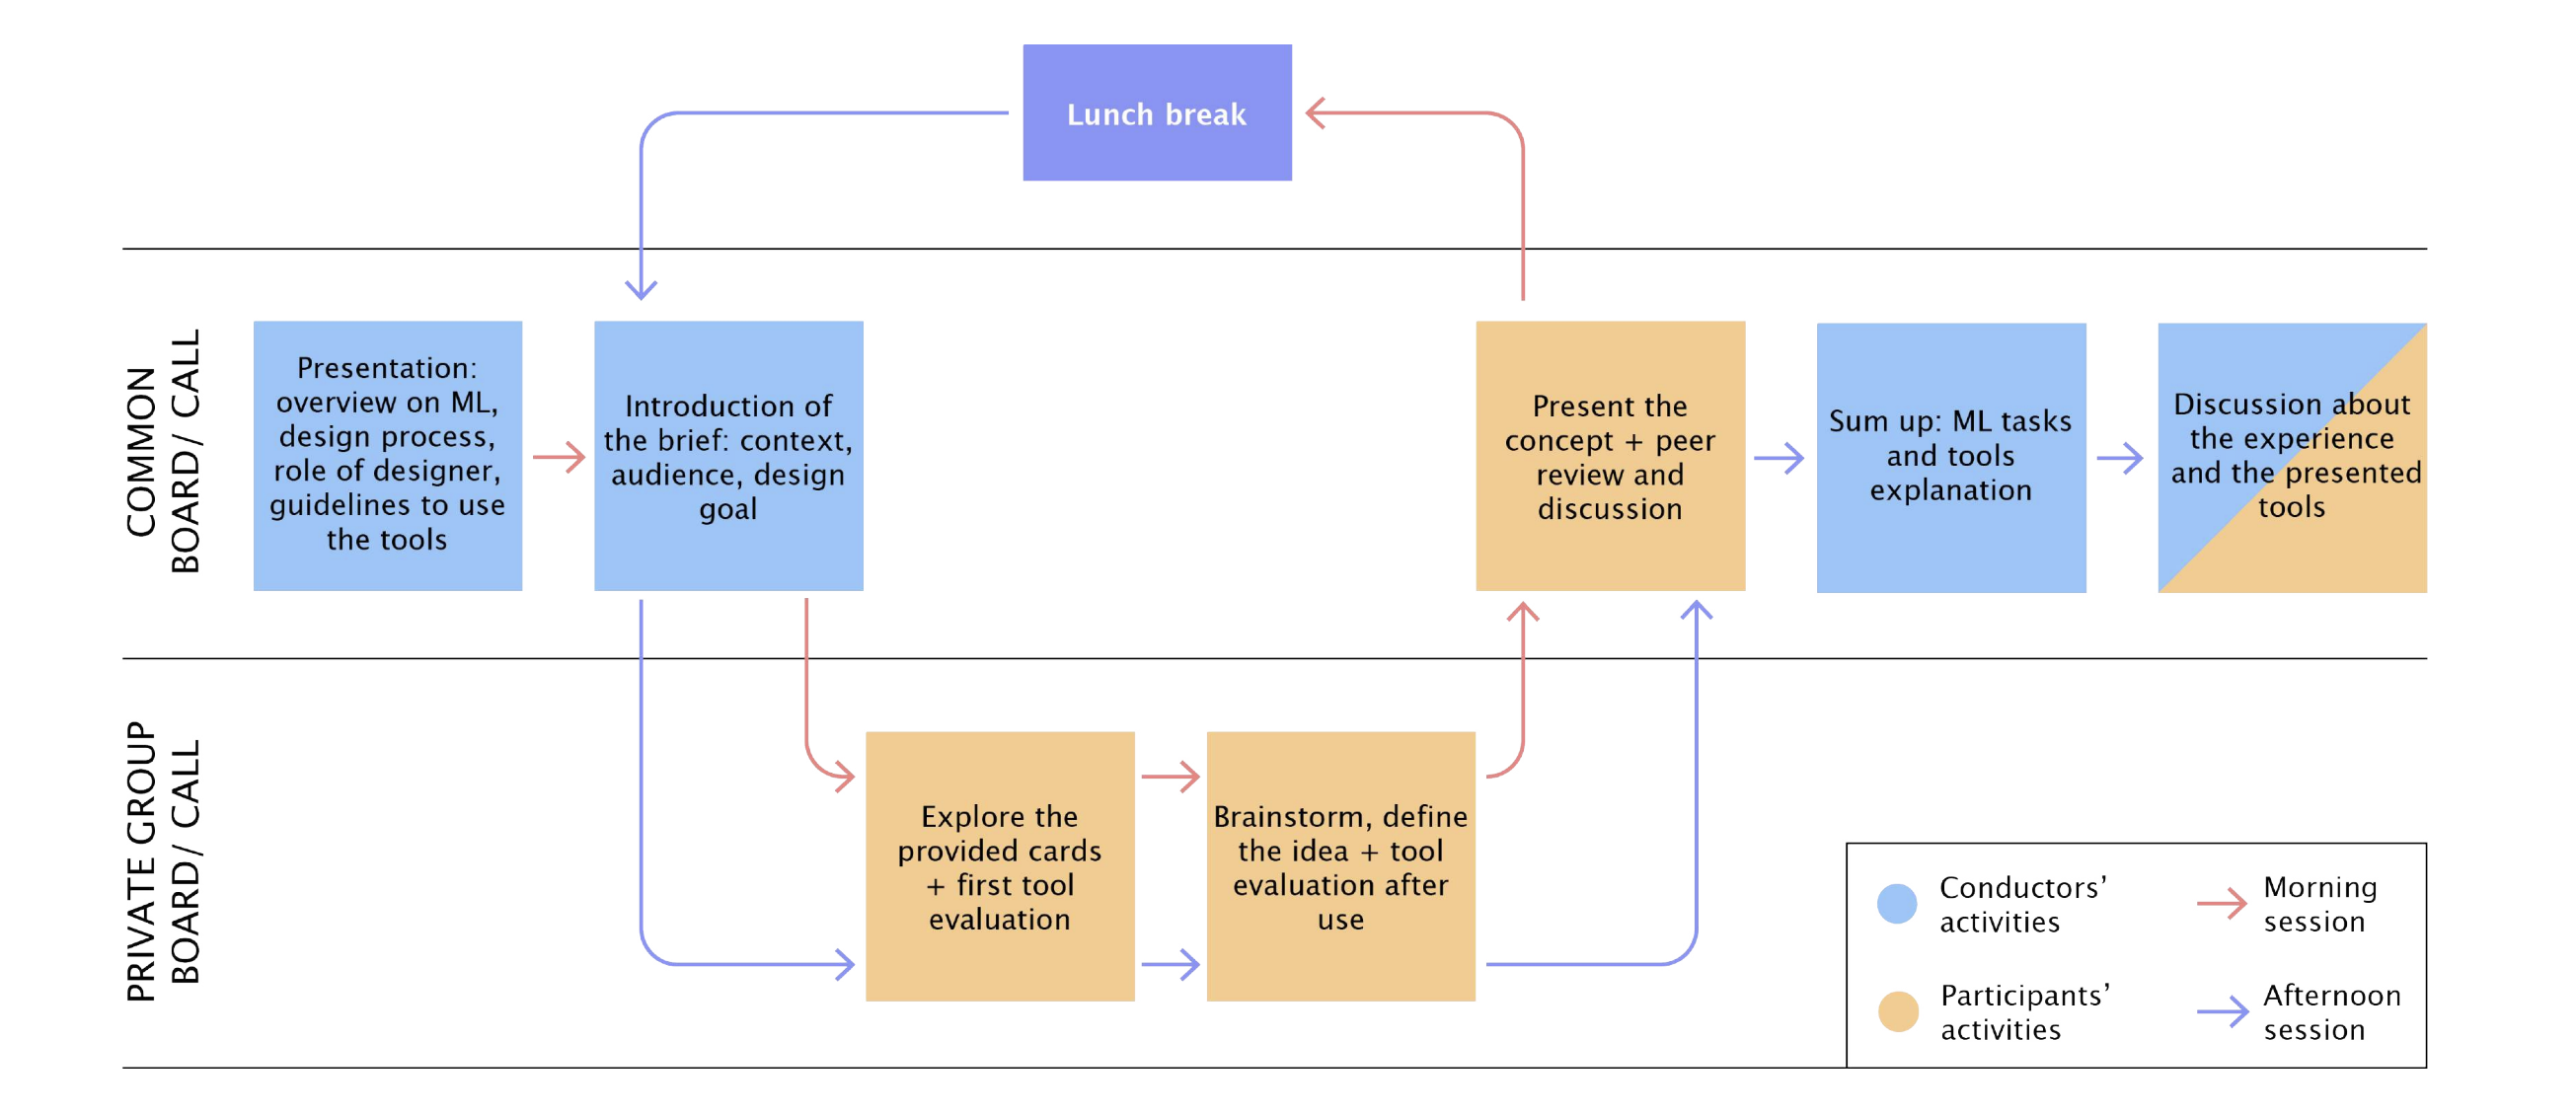 Lunch break
COMMON
BOARD/ CALL
Presentation:
overview on ML,
design process,
role of designer,
guidelines to use
the tools
Introduction of
the brief: context,
audience, design
goal
Present the
concept + peer
review and
discussion
Sum up: ML tasks
and tools
explanation
Discussion about
the experience
and the presented
tools
PRIVATE GROUP
BOARD/ CALL
Explore the
provided cards
+ first tool
evaluation
Brainstorm, define
the idea + tool
evaluation after
use
Conductors’
activities
Morning
session
Participants’
activities
Afternoon
session